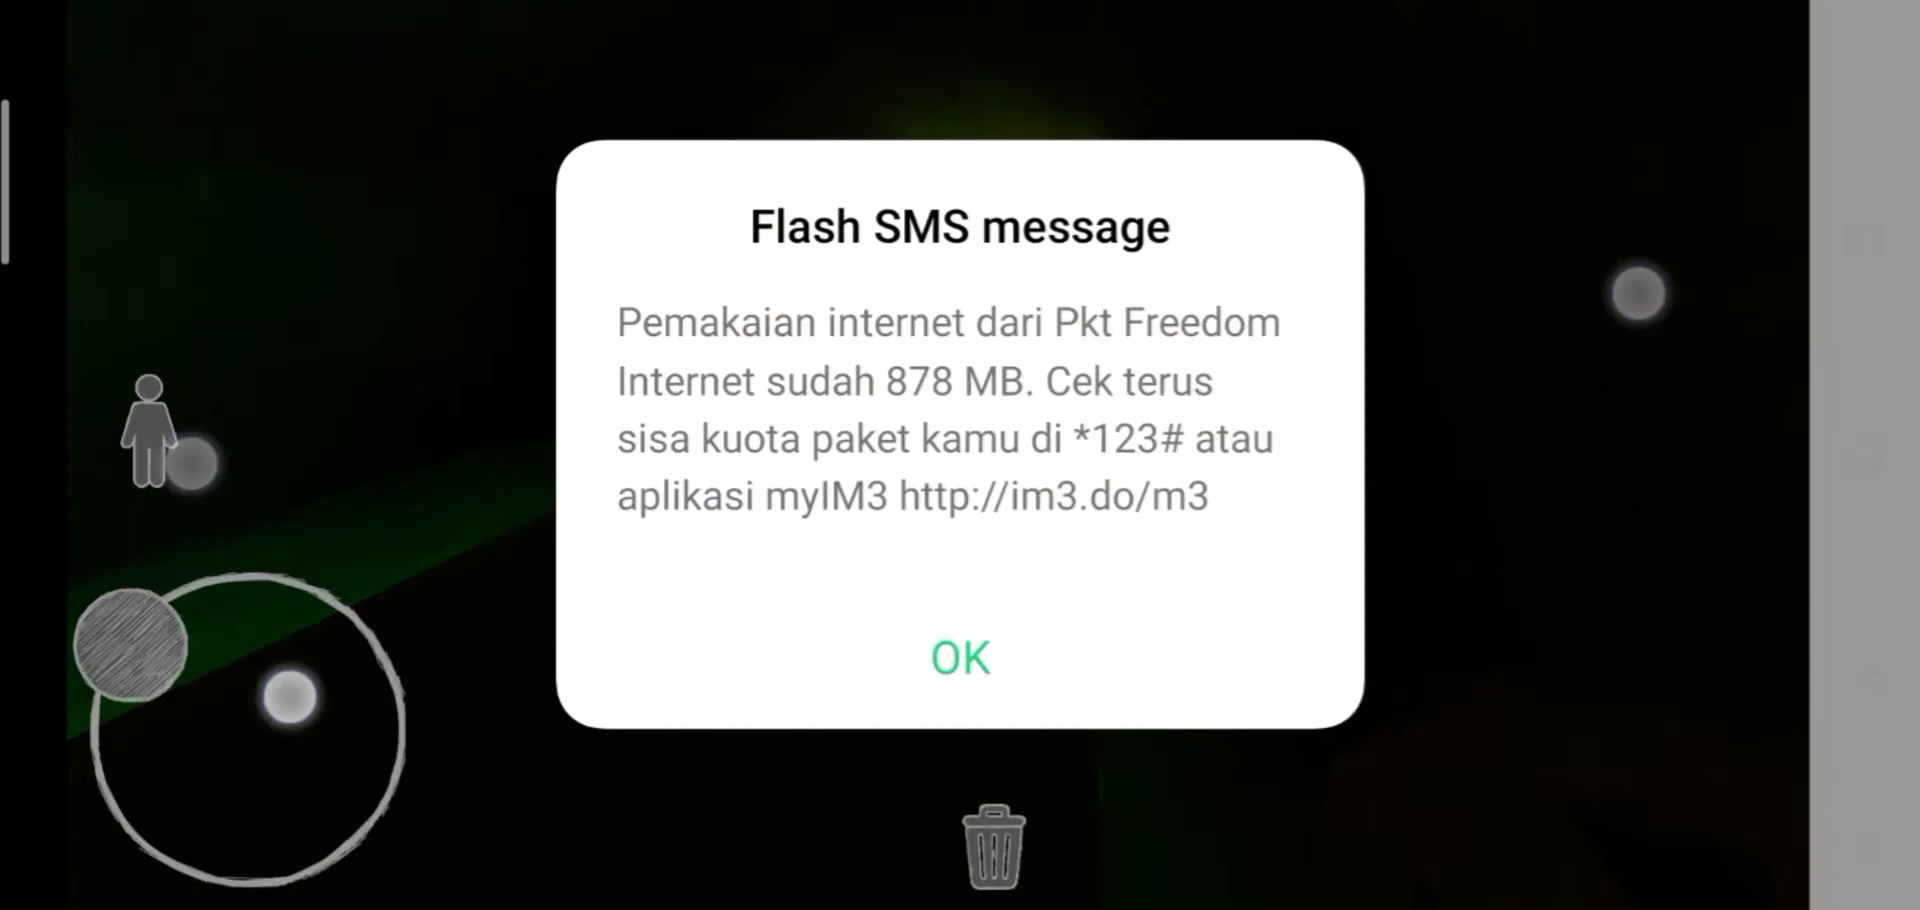 Flash SMS message
Pemakaian internet dari Pkt Freedom
Internet sudah 878 MB. Cek terus
sisa kuota paket kamu di *123# atau
aplikasi myIM3 http://im3.do/m3
OK